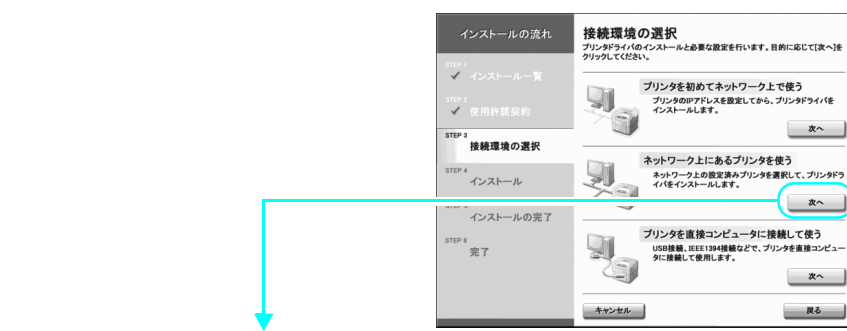 インストールの流れ
STEP 1
インストール一覧
STEP 2
使用許諾契約
STEP 3
接続環境の選択
STEP 4
インストール
インストールの完了
STEP 6
完了
接続環境の選択
プリンタドライバのインストールと必要な設定を行います。目的に応じて[次へ]を
クリックしてください。
プリンタを初めてネットワーク上で使う
プリンタのIPアドレスを設定してから、プリンタドライバを
インストールします。
次へ
ネットワーク上にあるプリンタを使う
ネットワーク上の設定済みプリンタを選択して、プリンタドラ
イバをインストールします。
次へ
プリンタを直接コンピュータに接続して使う
USB接続、IEEE1394接続などで、プリンタを直接コンピュー
タに接続して使用します。
次へ
キャンセル
戻る